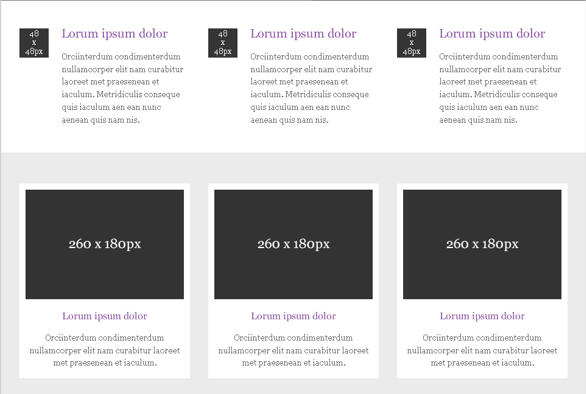 48
x
48px
Lorum ipsum dolor
Orciinterdum condimenterdum
nullamcorper elit nam curabitur
laoreet met praesenean et
iaculum. Metridiculis conseque
quis iaculum aen ean nunc
aenean quis nam nis.
48
x
48px
Lorum ipsum dolor
Orciinterdum condimenterdum
nullamcorper elit nam curabitur
laoreet met praesenean et
iaculum. Metridiculis conseque
quis iaculum aen ean nunc
aenean quis nam nis.
48
x
48px
Lorum ipsum dolor
Orciinterdum condimenterdum
nullamcorper elit nam curabitur
laoreet met praesenean et
iaculum. Metridiculis conseque
quis iaculum aen ean nunc
aenean quis nam nis.
260 x 180px
Lorum ipsum dolor
Orciinterdum condimenterdum
nullamcorper elit nam curabitur laoreet
met praesenean et iaculum.
260 x 180px
Lorum ipsum dolor
Orciinterdum condimenterdum
nullamcorper elit nam curabitur laoreet
met praesenean et iaculum.
260 x 180px
Lorum ipsum dolor
Orciinterdum condimenterdum
nullamcorper elit nam curabitur laoreet
met praesenean et iaculum.